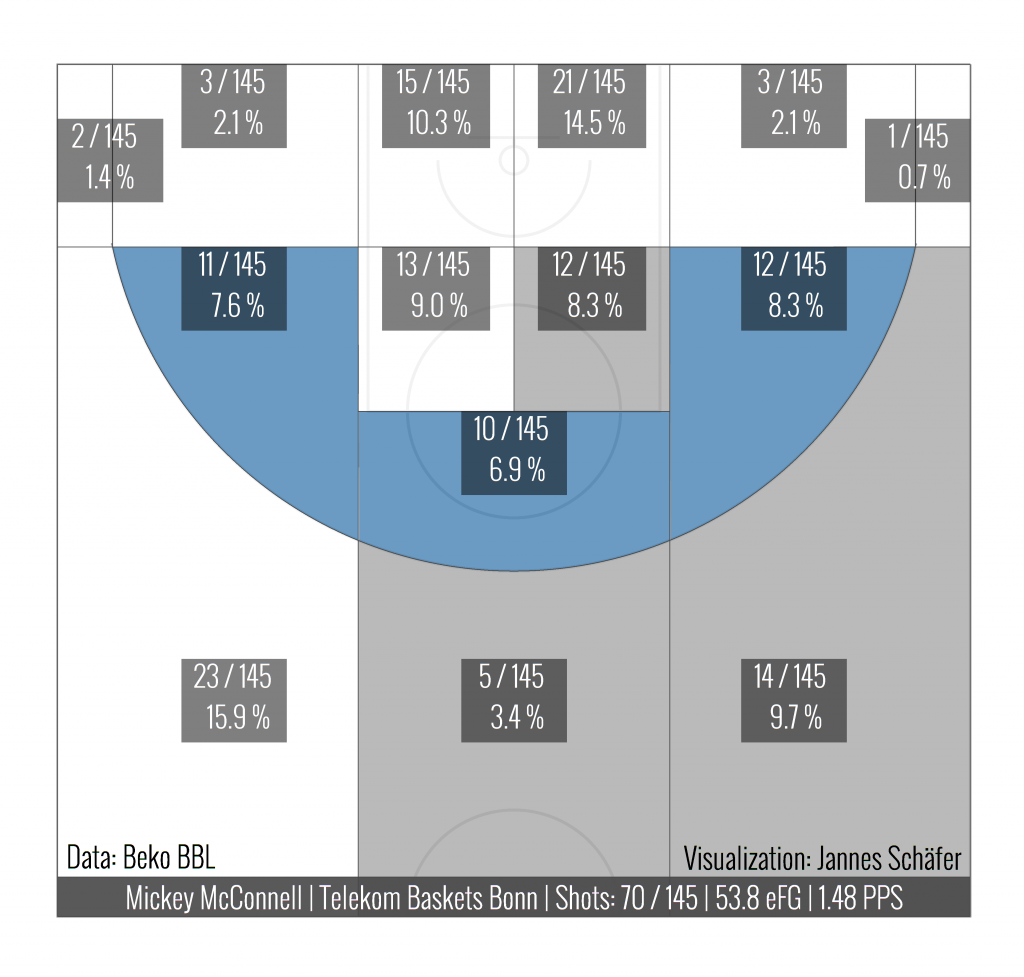 3 / 145
2.1 %
15 / 145
10.3 %
21 / 145
14.5 %
3 / 145
2.1 %
2 / 145
1.4 %
1 / 145
0.7 %
11 / 145
7.6 %
13 / 145
9.0 %
12 / 145
8.3 %
12 / 145
8.3 %
10 / 145
6.9 %
23 / 145
15.9 %
5 / 145
3.4 %
14 / 145
9.7 %
Data: Beko BBL
Visualization: Jannes Schäfer
Mickey McConnell | Telekom Baskets Bonn | Shots: 70 / 145 | 53.8 eFG | 1.48 PPS